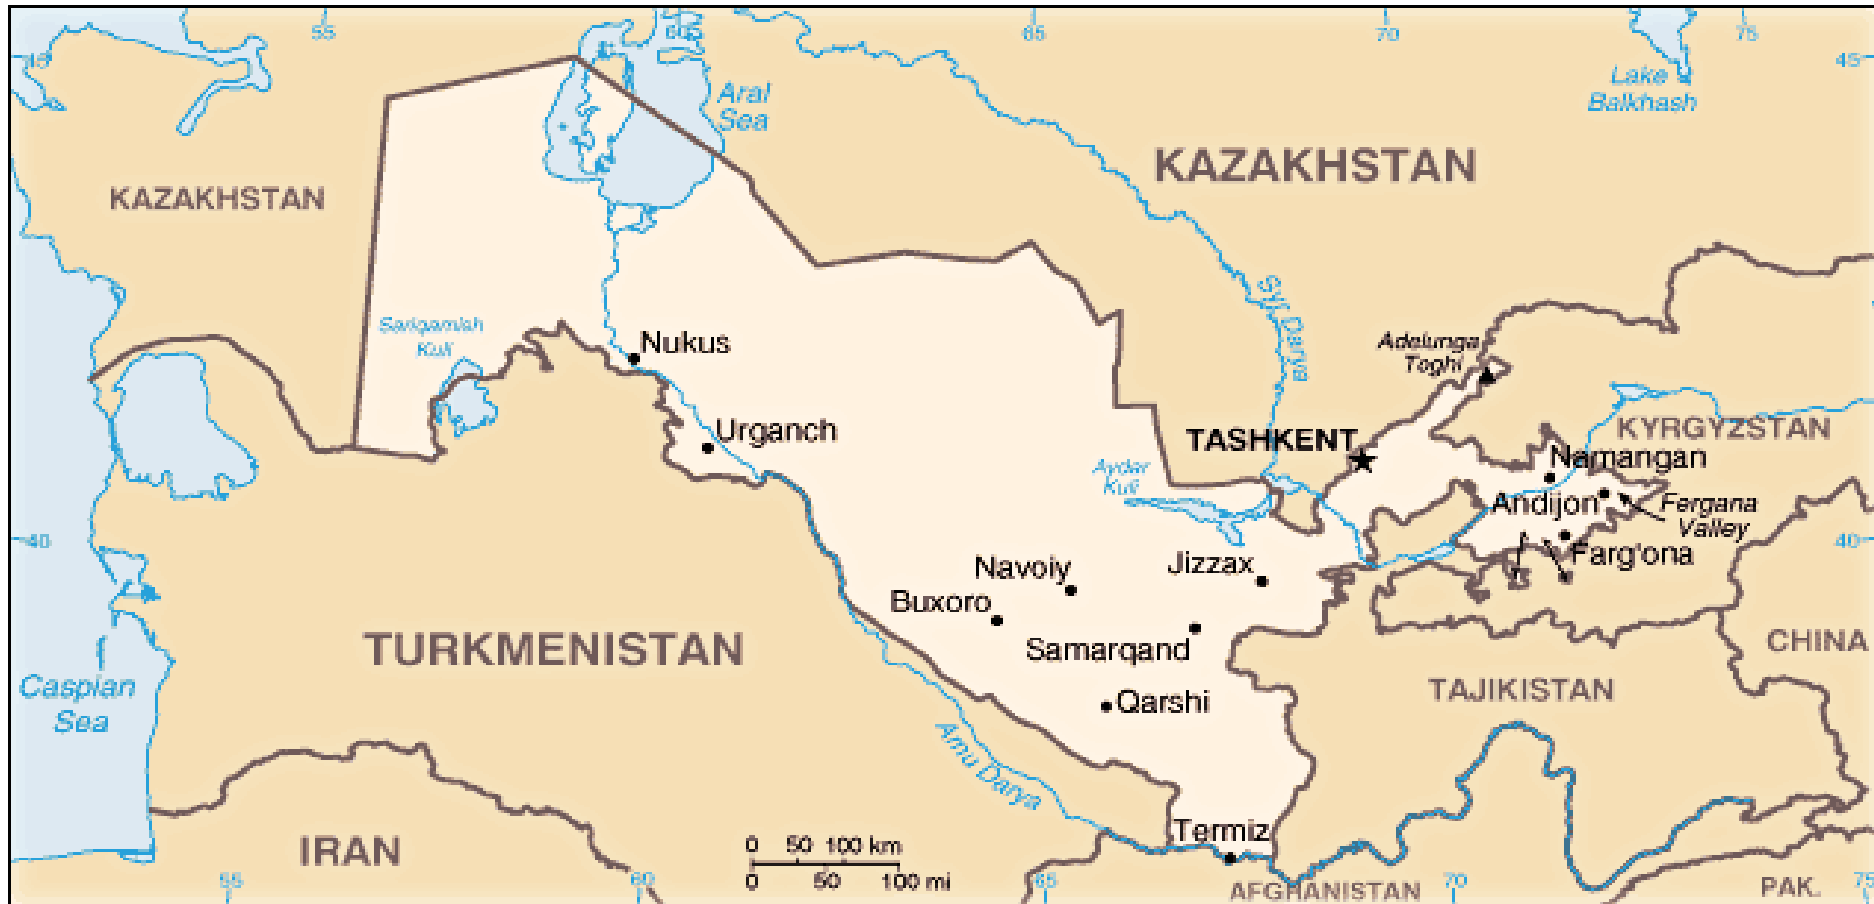 55
60
65
70
75
45
45
Aral
Sea
Lake
Balkhash
KAZAKHSTAN
KAZAKHSTAN
Syr Darya
Sariqamish
Kuli
Nukus
Adelunga
Toghi
Urganch
TASHKENT
KYRGYZSTAN
Namangan
Aydar
Kuli
Andijon
Fergana
Valley
40
40
Farg'ona
Navoiy
Jizzax
Buxoro
Samarqand
TURKMENISTAN
CHINA
Caspian
Sea
Qarshi
TAJIKISTAN
Amu Darya
Termiz
IRAN
0 50 100 km
0 50 100 mi
55
60
65
70
75
AFGHANISTAN
PAK.